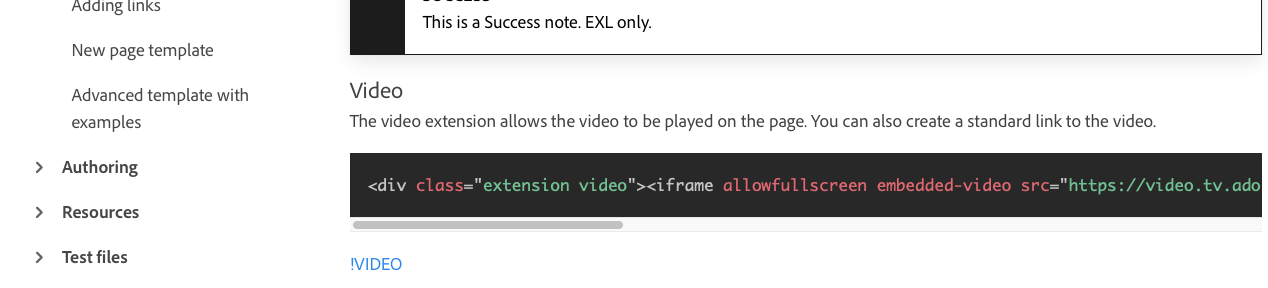 Adding links
New page template
Advanced template with
examples
Authoring
Resources
Test files
This is a Success note. EXL only.
Video
The video extension allows the video to be played on the page. You can also create a standard link to the video.
<div class="extension video"><iframe allowfullscreen embedded-video src="https://video.tv.ado
!VIDEO